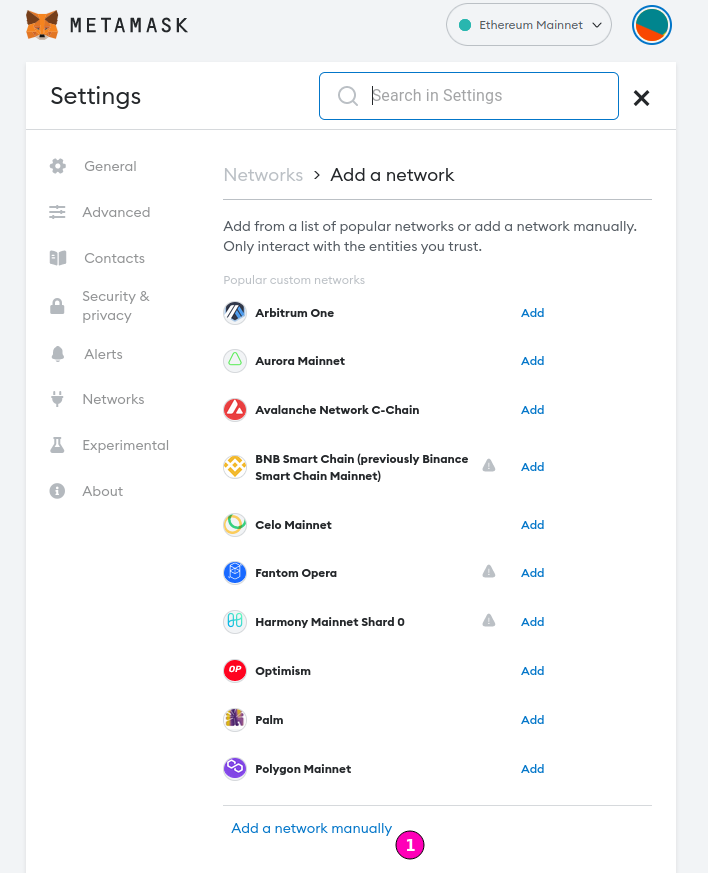 METAMASK
Ethereum Mainnet
Settings
Search in Settings
General
Advanced
Contacts
Security &
privacy
Alerts
Networks
Experimental
About
Networks > Add a network
Add from a list of popular networks or add a network manually.
Only interact with the entities you trust.
Popular custom networks
Arbitrum One Add
Aurora Mainnet Add
Avalanche Network C-Chain Add
BNB Smart Chain (previously Binance
Smart Chain Mainnet) Add
Celo Mainnet Add
Fantom Opera Add
Harmony Mainnet Shard 0 Add
OP Optimism Add
Palm Add
Polygon Mainnet Add
Add a network manually
1